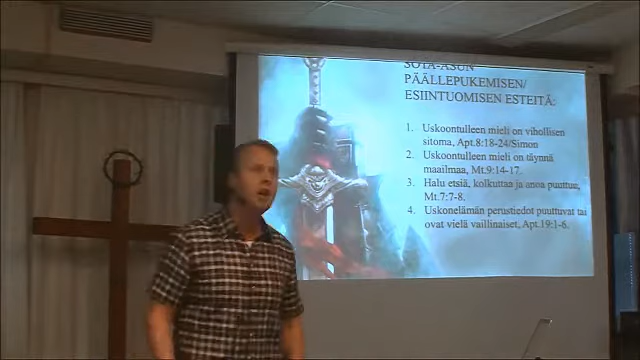 SOTA-ASUN
PÄÄLLEPUKEMISEN/
ESIINTUOMISEN ESTEITÄ:
1. Uskoontulleen mieli on vihollisen
sitoma, Apt.8:18-24/Simon
2. Uskoontulleen mieli on täynnä
maailmaa, Mt.9:14-17.
3. Halu etsiä, kolkuttaa ja anoa puuttuu,
Mt.7:7-8.
4. Uskonelämän perustiedot puuttuvat tai
ovat vielä vaillinaiset, Apt.19:1-6.